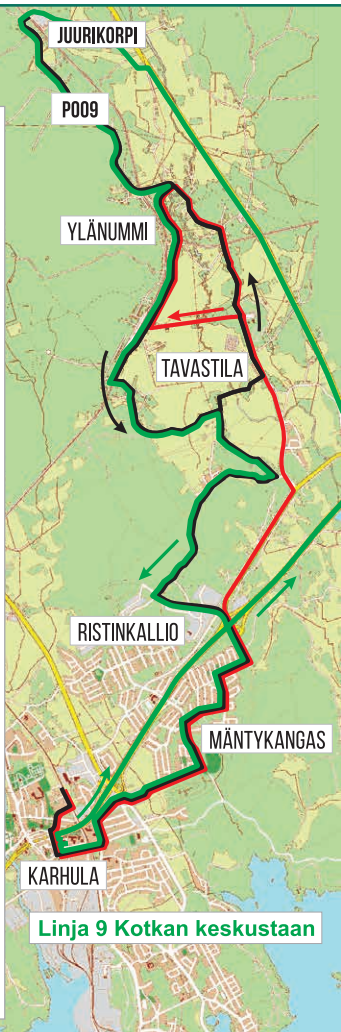 JUURIKORPI
P009
YLÄNUMMI
TAVASTILA
RISTINKALLIO
MÄNTYKANGAS
KARHULA
Linja 9 Kotkan keskustaan